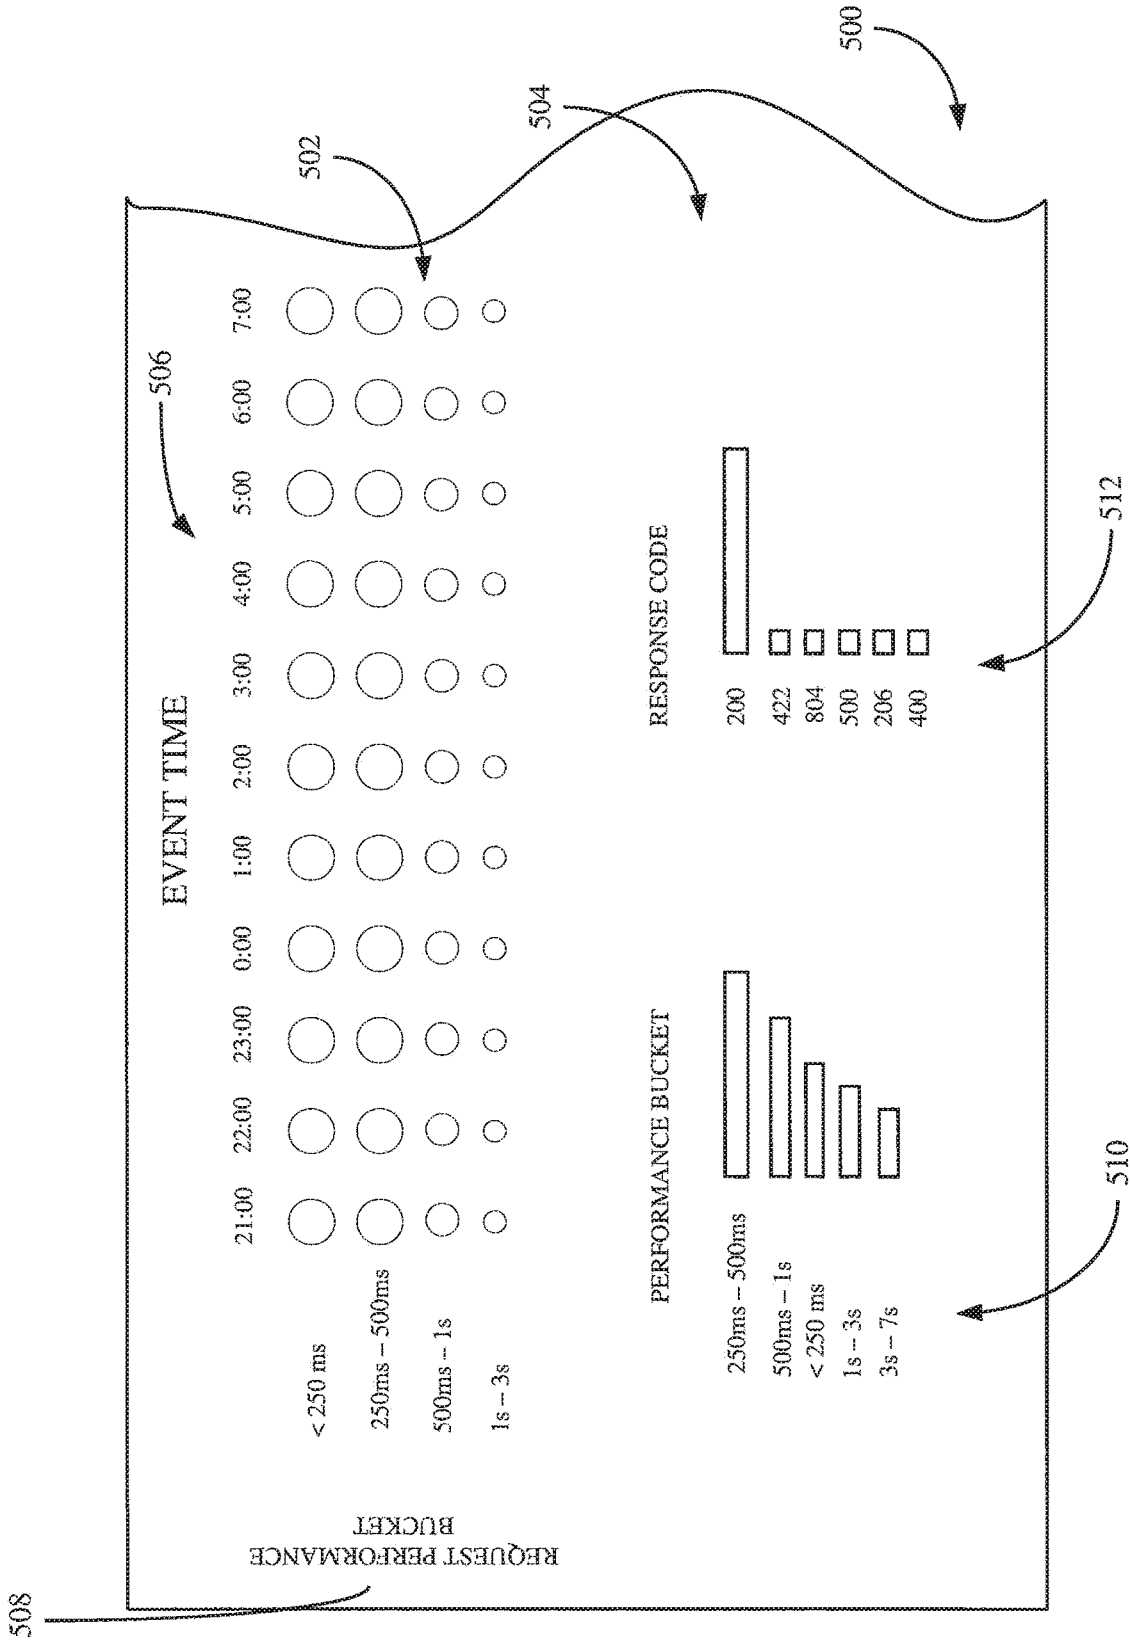 500
504
502
506
EVENT TIME
21:00 22:00 23:00 0:00 1:00 2:00 3:00 4:00 5:00 6:00 7:00
508
REQUEST PERFORMANCE
BUCKET
< 250 ms
250ms – 500ms
500ms – 1s
1s – 3s
PERFORMANCE BUCKET
250ms – 500ms
500ms – 1s
< 250 ms
1s – 3s
3s – 7s
510
RESPONSE CODE
200
422
804
500
206
400
512